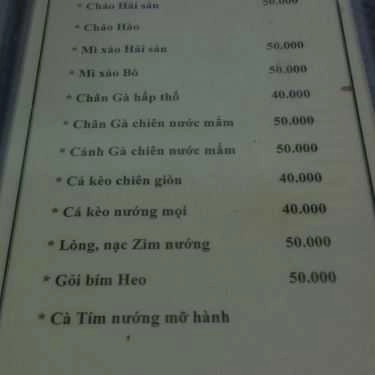 * Cháo Hải sản 50.000
* Cháo Hào
* Mì xào Hải sản 50.000
* Mì xào Bò 50.000
* Chân Gà hấp thố 40.000
* Chân Gà chiên nước mắm 50.000
* Cánh Gà chiên nước mắm 50.000
* Cá kèo chiên giòn 40.000
* Cá kèo nướng mọi 40.000
* Lòng, nạc Zìm nướng 50.000
* Gỏi bím Heo 50.000
* Cà Tím nướng mỡ hành